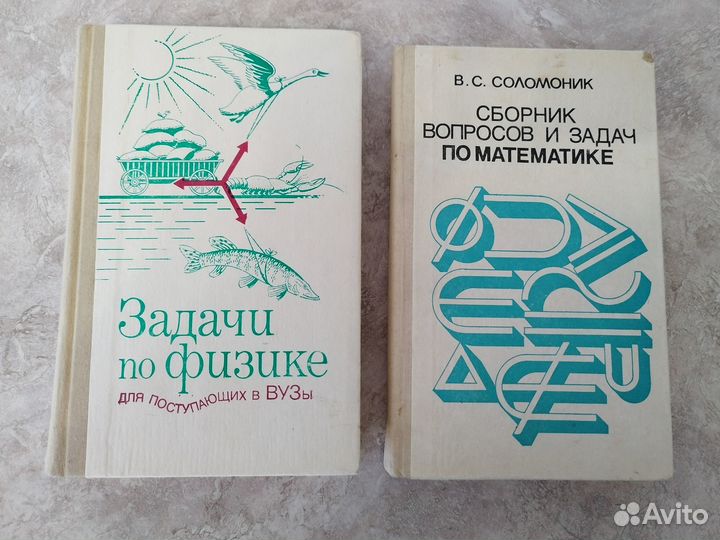 Задачи
по физике
для поступающих в ВУЗы
В. С. СОЛОМОНИК
СБОРНИК
ВОПРОСОВ И ЗАДАЧ
ПО МАТЕМАТИКЕ
Avito